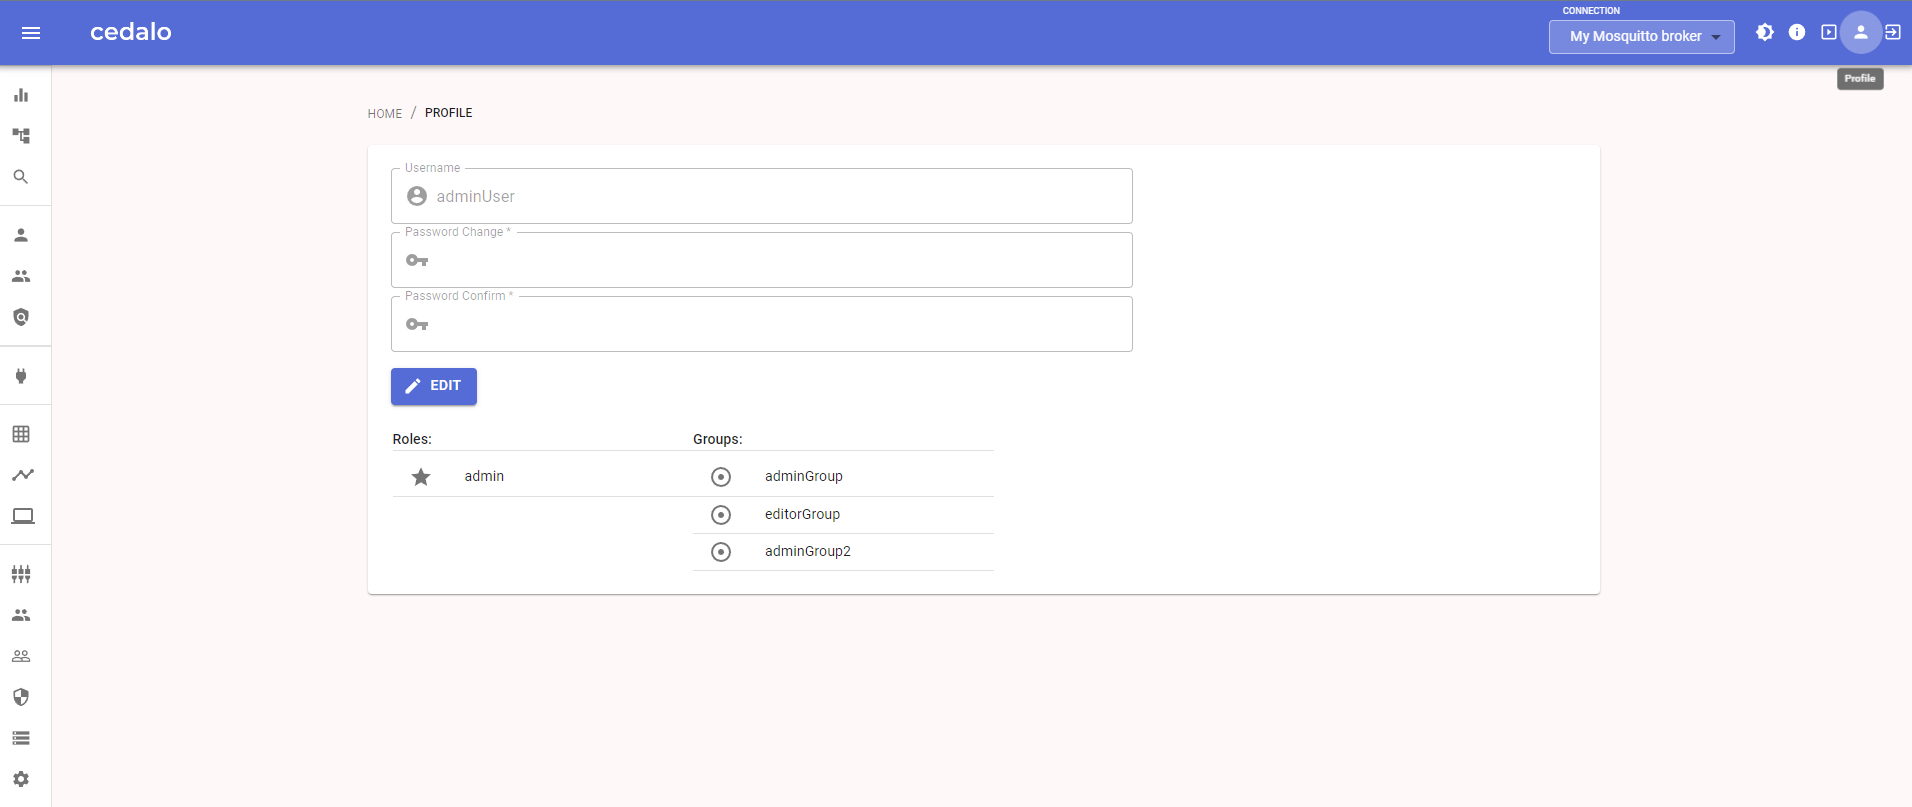 cedalo
CONNECTION
My Mosquitto broker
Profile
HOME / PROFILE
Username
adminUser
Password Change *
Password Confirm *
EDIT
Roles: Groups:
admin adminGroup
editorGroup
adminGroup2